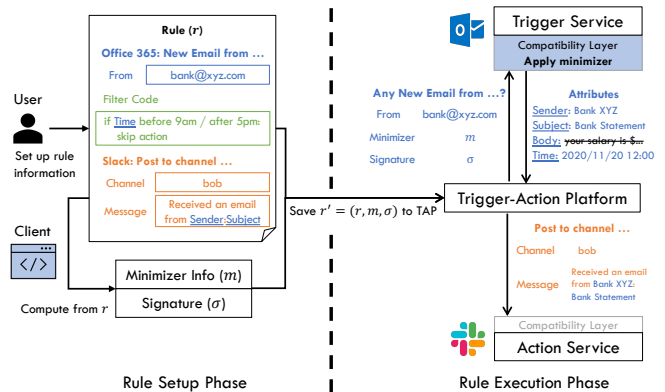 Rule (r)
Office 365: New Email from ...
From bank@xyz.com
Filter Code
if Time before 9am / after 5pm:
skip action
Slack: Post to channel ...
Channel bob
Message Received an email
from Sender:Subject
User
Set up rule
information
Client
</>
Compute from r
Minimizer Info (m)
Signature (σ)
Save r′ = (r, m, σ) to TAP
Rule Setup Phase
Trigger Service
Compatibility Layer
Apply minimizer
Any New Email from ...?
From bank@xyz.com
Minimizer m
Signature σ
Attributes
Sender: Bank XYZ
Subject: Bank Statement
Body: your salary is $...
Time: 2020/11/20 12:00
Trigger-Action Platform
Post to channel ...
Channel bob
Message Received an email
from Bank XYZ:
Bank Statement
Compatibility Layer
Action Service
Rule Execution Phase